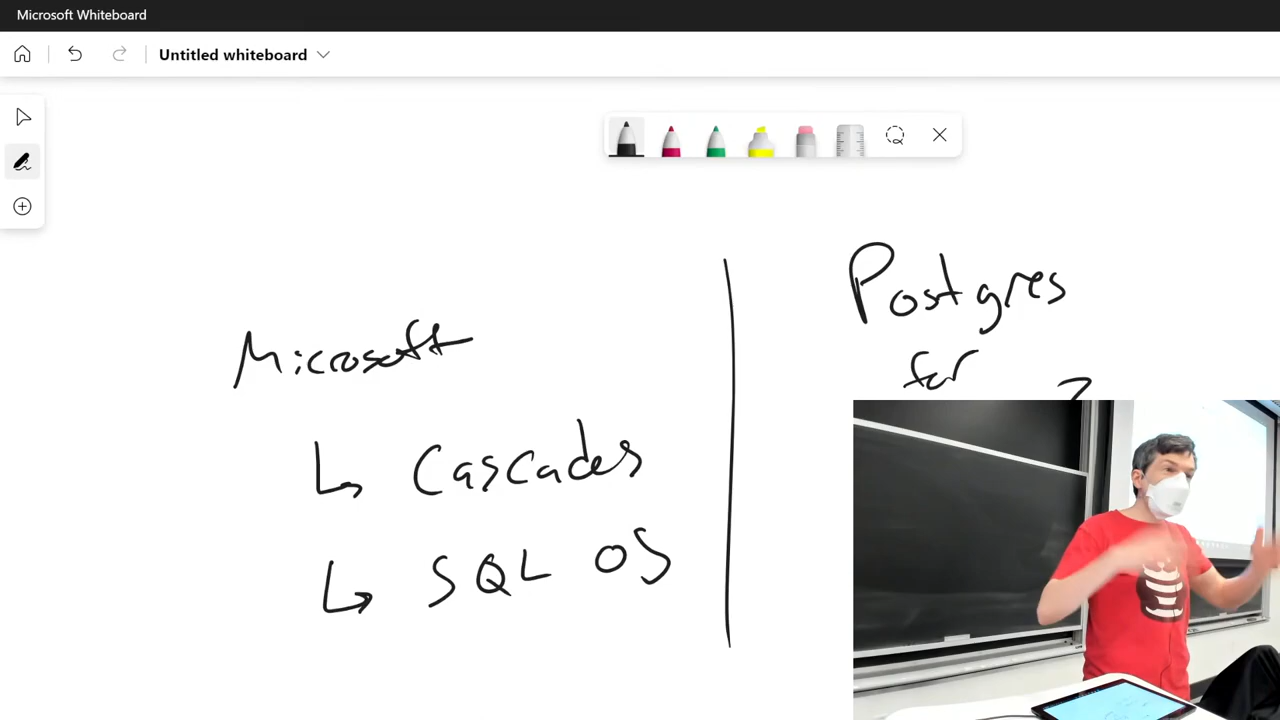 Microsoft Whiteboard
Untitled whiteboard
Microsoft
↳ Cascades
↳ SQL OS
Postgres
for
?